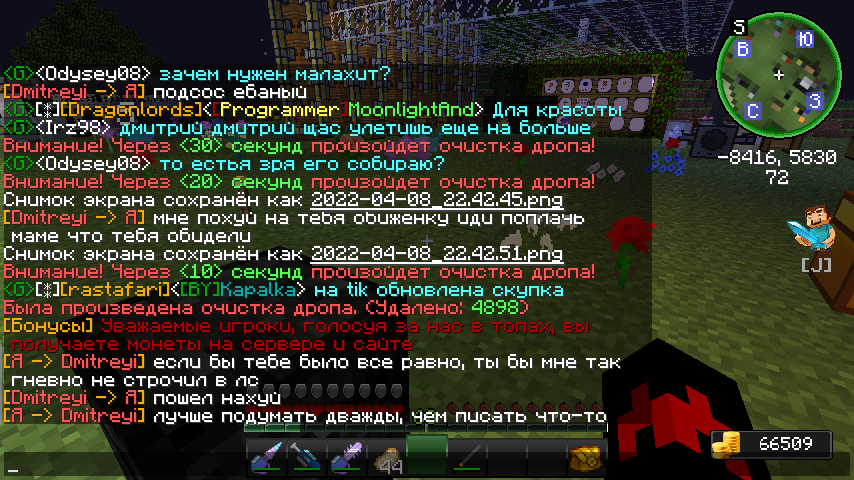 <G><Odysey08> зачем нужен малахит?
[Dmitreyi -> Я] подсос ебаный
<G>[⁂][Dragonlords]<[Programmer] MoonlightAnd> Для красоты
<G><Irz98> дмитрий дмитрий щас улетишь еще на больше
Внимание! Через <30> секунд произойдет очистка дропа!
<G><Odysey08> то естья зря его собираю?
Внимание! Через <20> секунд произойдет очистка дропа!
Снимок экрана сохранён как 2022-04-08_22.42.45.png
[Dmitreyi -> Я] мне похуй на тебя обиженку иди поплачь
маме что тебя обидели
Снимок экрана сохранён как 2022-04-08_22.42.51.png
Внимание! Через <10> секунд произойдет очистка дропа!
<G>[⁂][rastafari]<[BY]Kapalka> на tik обновлена скупка
Была произведена очистка дропа. (Удалено: 4898)
[Бонусы] Уважаемые игроки, голосуя за нас в топах, вы
получаете монеты на сервере и сайте
[Я -> Dmitreyi] если бы тебе было все равно, ты бы мне так
гневно не строчил в лс
[Dmitreyi -> Я] пошел нахуй
[Я -> Dmitreyi] лучше подумать дважды, чем писать что-то
_
S
В
Ю
С
З
-8416, 5830
72
[J]
44
66509